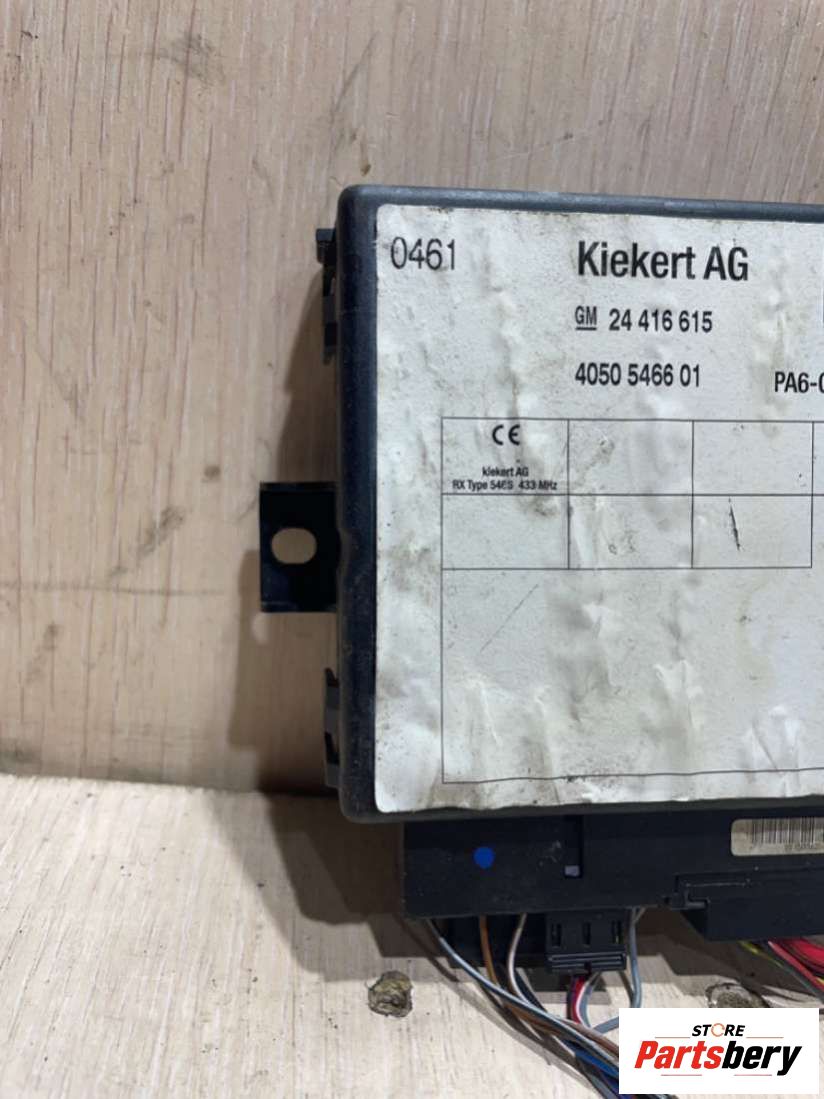 0461 Kiekert AG
GM 24 416 615
4050 5466 01 PA6-
CE
kiekert AG
RX Type 54ES 433 MHz
STORE
Partsbery